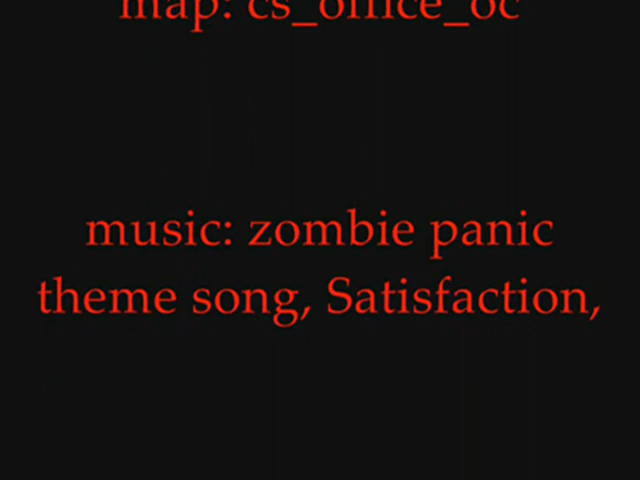 map: cs_office_oc
music: zombie panic
theme song, Satisfaction,